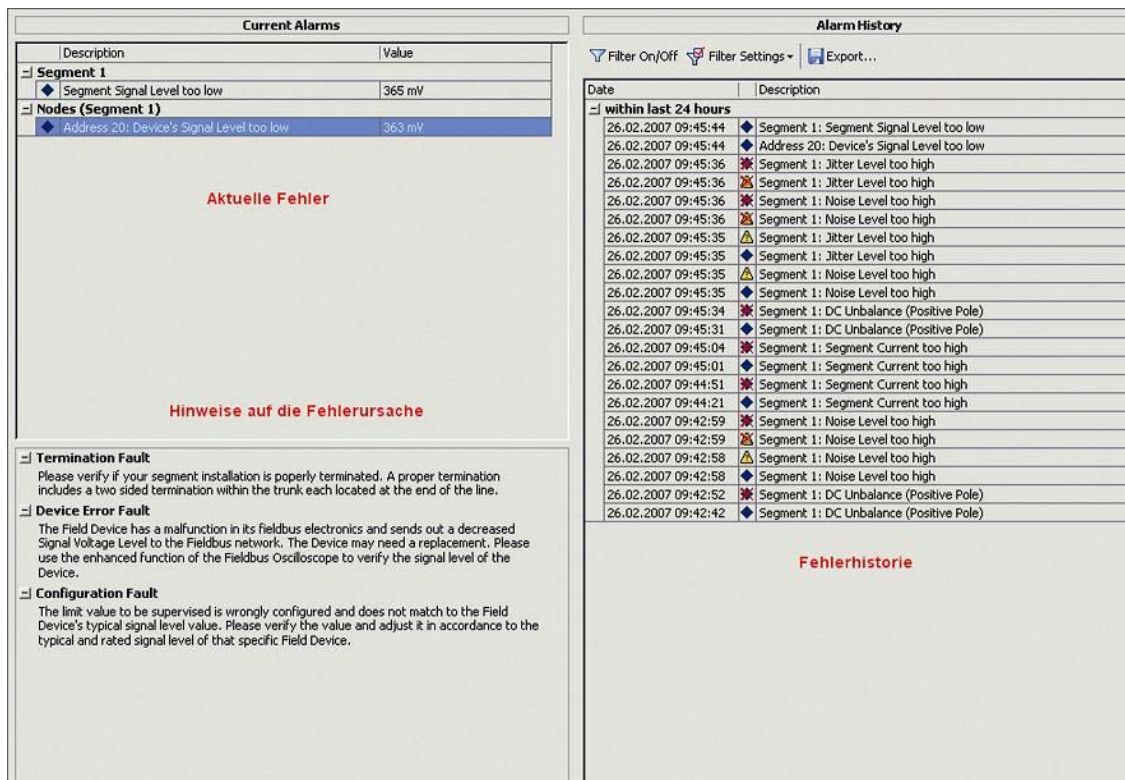 Current Alarms
Description Value
Segment 1
Segment Signal Level too low 365 mV
Nodes (Segment 1)
Address 20: Device's Signal Level too low 363 mV
Aktuelle Fehler
Hinweise auf die Fehlerursache
Termination Fault
Please verify if your segment installation is poperly terminated. A proper termination
includes a two sided termination within the trunk each located at the end of the line.
Device Error Fault
The Field Device has a malfunction in its fieldbus electronics and sends out a decreased
Signal Voltage Level to the Fieldbus network. The Device may need a replacement. Please
use the enhanced function of the Fieldbus Oscilloscope to verify the signal level of the
Device.
Configuration Fault
The limit value to be supervised is wrongly configured and does not match to the Field
Device's typical signal level value. Please verify the value and adjust it in accordance to the
typical and rated signal level of that specific Field Device.
Alarm History
Filter On/Off Filter Settings Export...
Date Description
within last 24 hours
26.02.2007 09:45:44 Segment 1: Segment Signal Level too low
26.02.2007 09:45:44 Address 20: Device's Signal Level too low
26.02.2007 09:45:36 Segment 1: Jitter Level too high
26.02.2007 09:45:36 Segment 1: Jitter Level too high
26.02.2007 09:45:36 Segment 1: Noise Level too high
26.02.2007 09:45:36 Segment 1: Noise Level too high
26.02.2007 09:45:35 Segment 1: Jitter Level too high
26.02.2007 09:45:35 Segment 1: Jitter Level too high
26.02.2007 09:45:35 Segment 1: Noise Level too high
26.02.2007 09:45:35 Segment 1: Noise Level too high
26.02.2007 09:45:34 Segment 1: DC Unbalance (Positive Pole)
26.02.2007 09:45:31 Segment 1: DC Unbalance (Positive Pole)
26.02.2007 09:45:04 Segment 1: Segment Current too high
26.02.2007 09:45:01 Segment 1: Segment Current too high
26.02.2007 09:44:51 Segment 1: Segment Current too high
26.02.2007 09:44:21 Segment 1: Segment Current too high
26.02.2007 09:42:59 Segment 1: Noise Level too high
26.02.2007 09:42:59 Segment 1: Noise Level too high
26.02.2007 09:42:58 Segment 1: Noise Level too high
26.02.2007 09:42:58 Segment 1: Noise Level too high
26.02.2007 09:42:52 Segment 1: DC Unbalance (Positive Pole)
26.02.2007 09:42:42 Segment 1: DC Unbalance (Positive Pole)
Fehlerhistorie